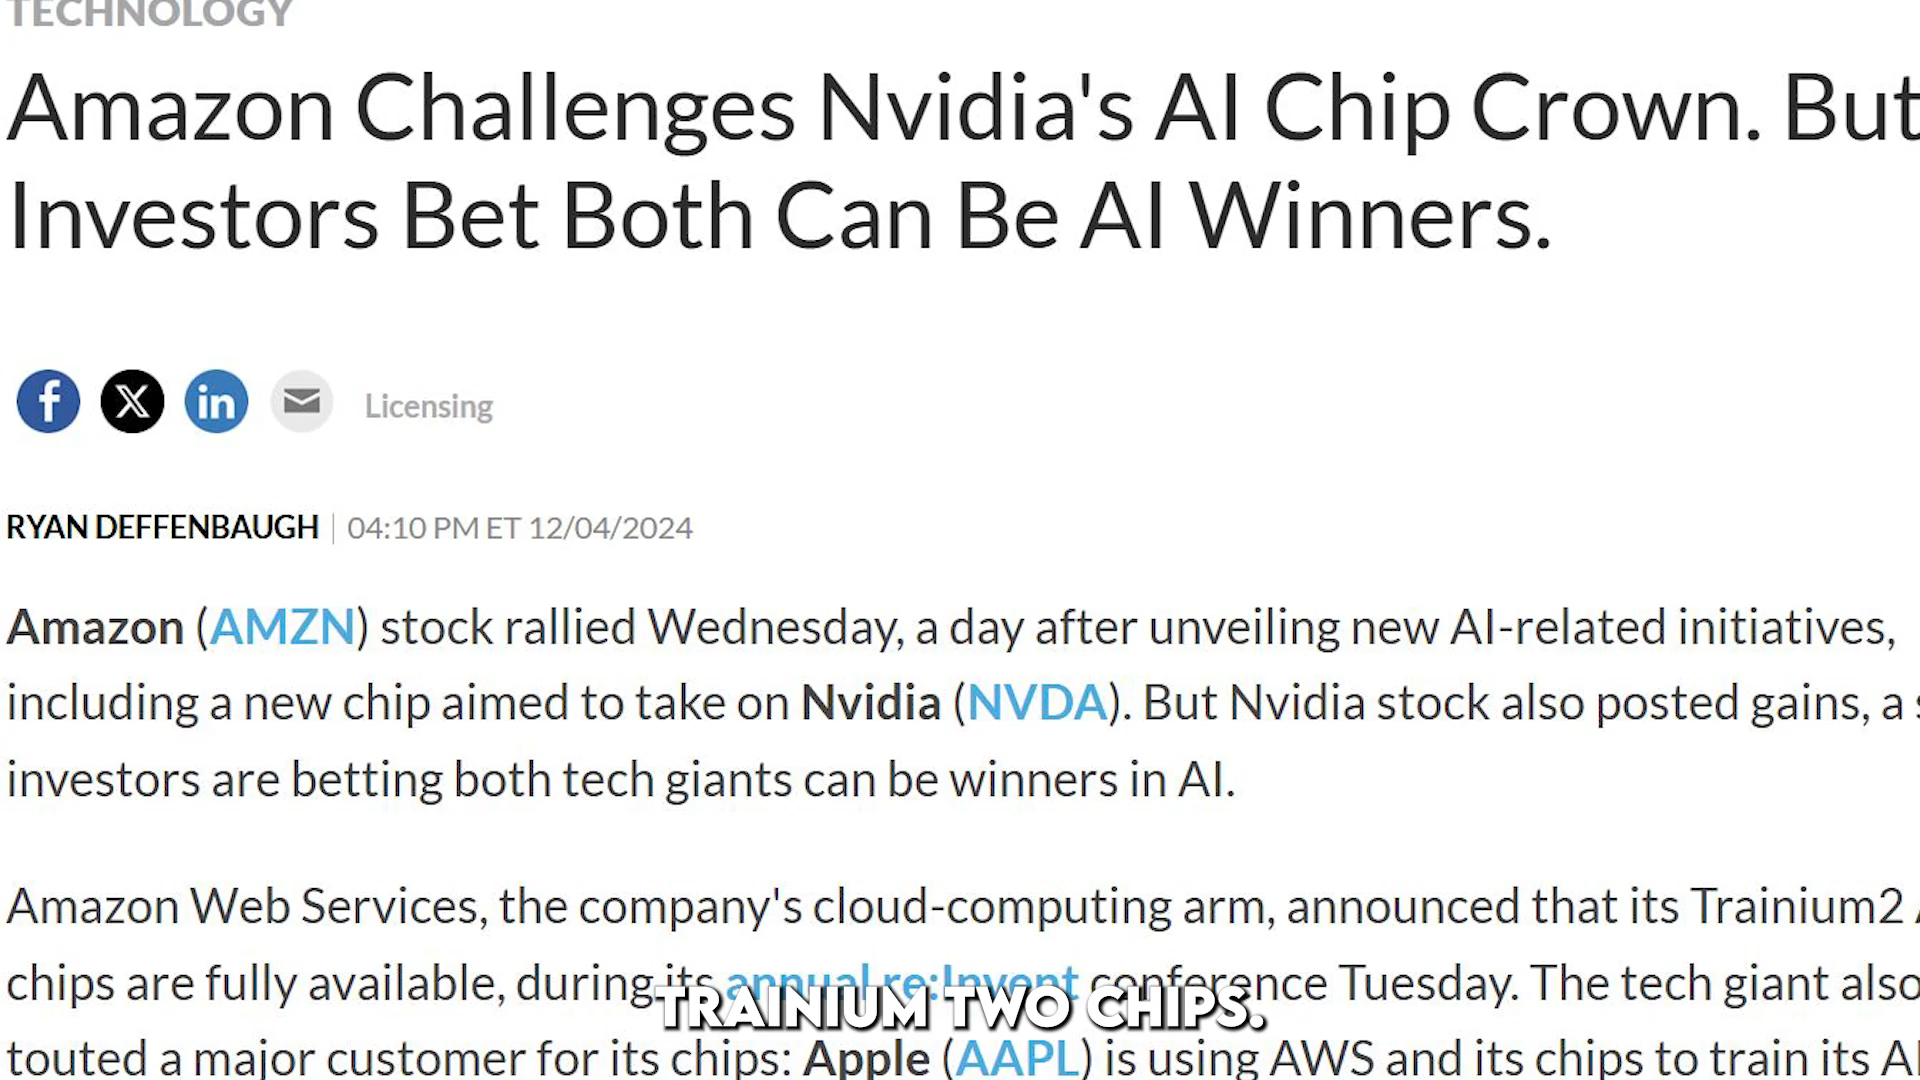 TECHNOLOGY
Amazon Challenges Nvidia's AI Chip Crown. But
Investors Bet Both Can Be AI Winners.
Licensing
RYAN DEFFENBAUGH | 04:10 PM ET 12/04/2024
Amazon (AMZN) stock rallied Wednesday, a day after unveiling new AI-related initiatives,
including a new chip aimed to take on Nvidia (NVDA). But Nvidia stock also posted gains, a
investors are betting both tech giants can be winners in AI.
Amazon Web Services, the company's cloud-computing arm, announced that its Trainium2
chips are fully available, during its annual re:Invent conference Tuesday. The tech giant also
TRAINIUM TWO CHIPS.
touted a major customer for its chips: Apple (AAPL) is using AWS and its chips to train its